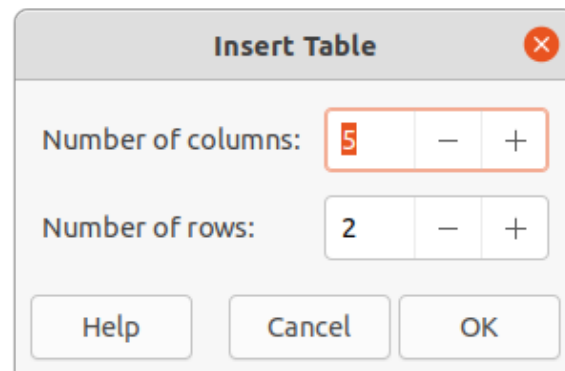 Insert Table
Number of columns: 5
Number of rows: 2
Help Cancel OK